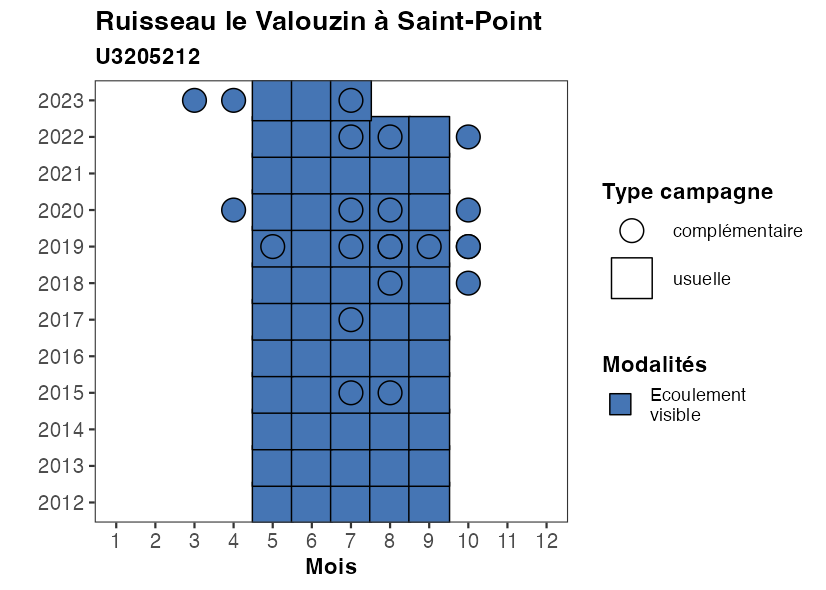 Ruisseau le Valouzin à Saint-Point
U3205212
2023
2022
2021
2020
2019
2018
2017
2016
2015
2014
2013
2012
1 2 3 4 5 6 7 8 9 10 11 12
Mois
Type campagne
complémentaire
usuelle
Modalités
Ecoulement
visible